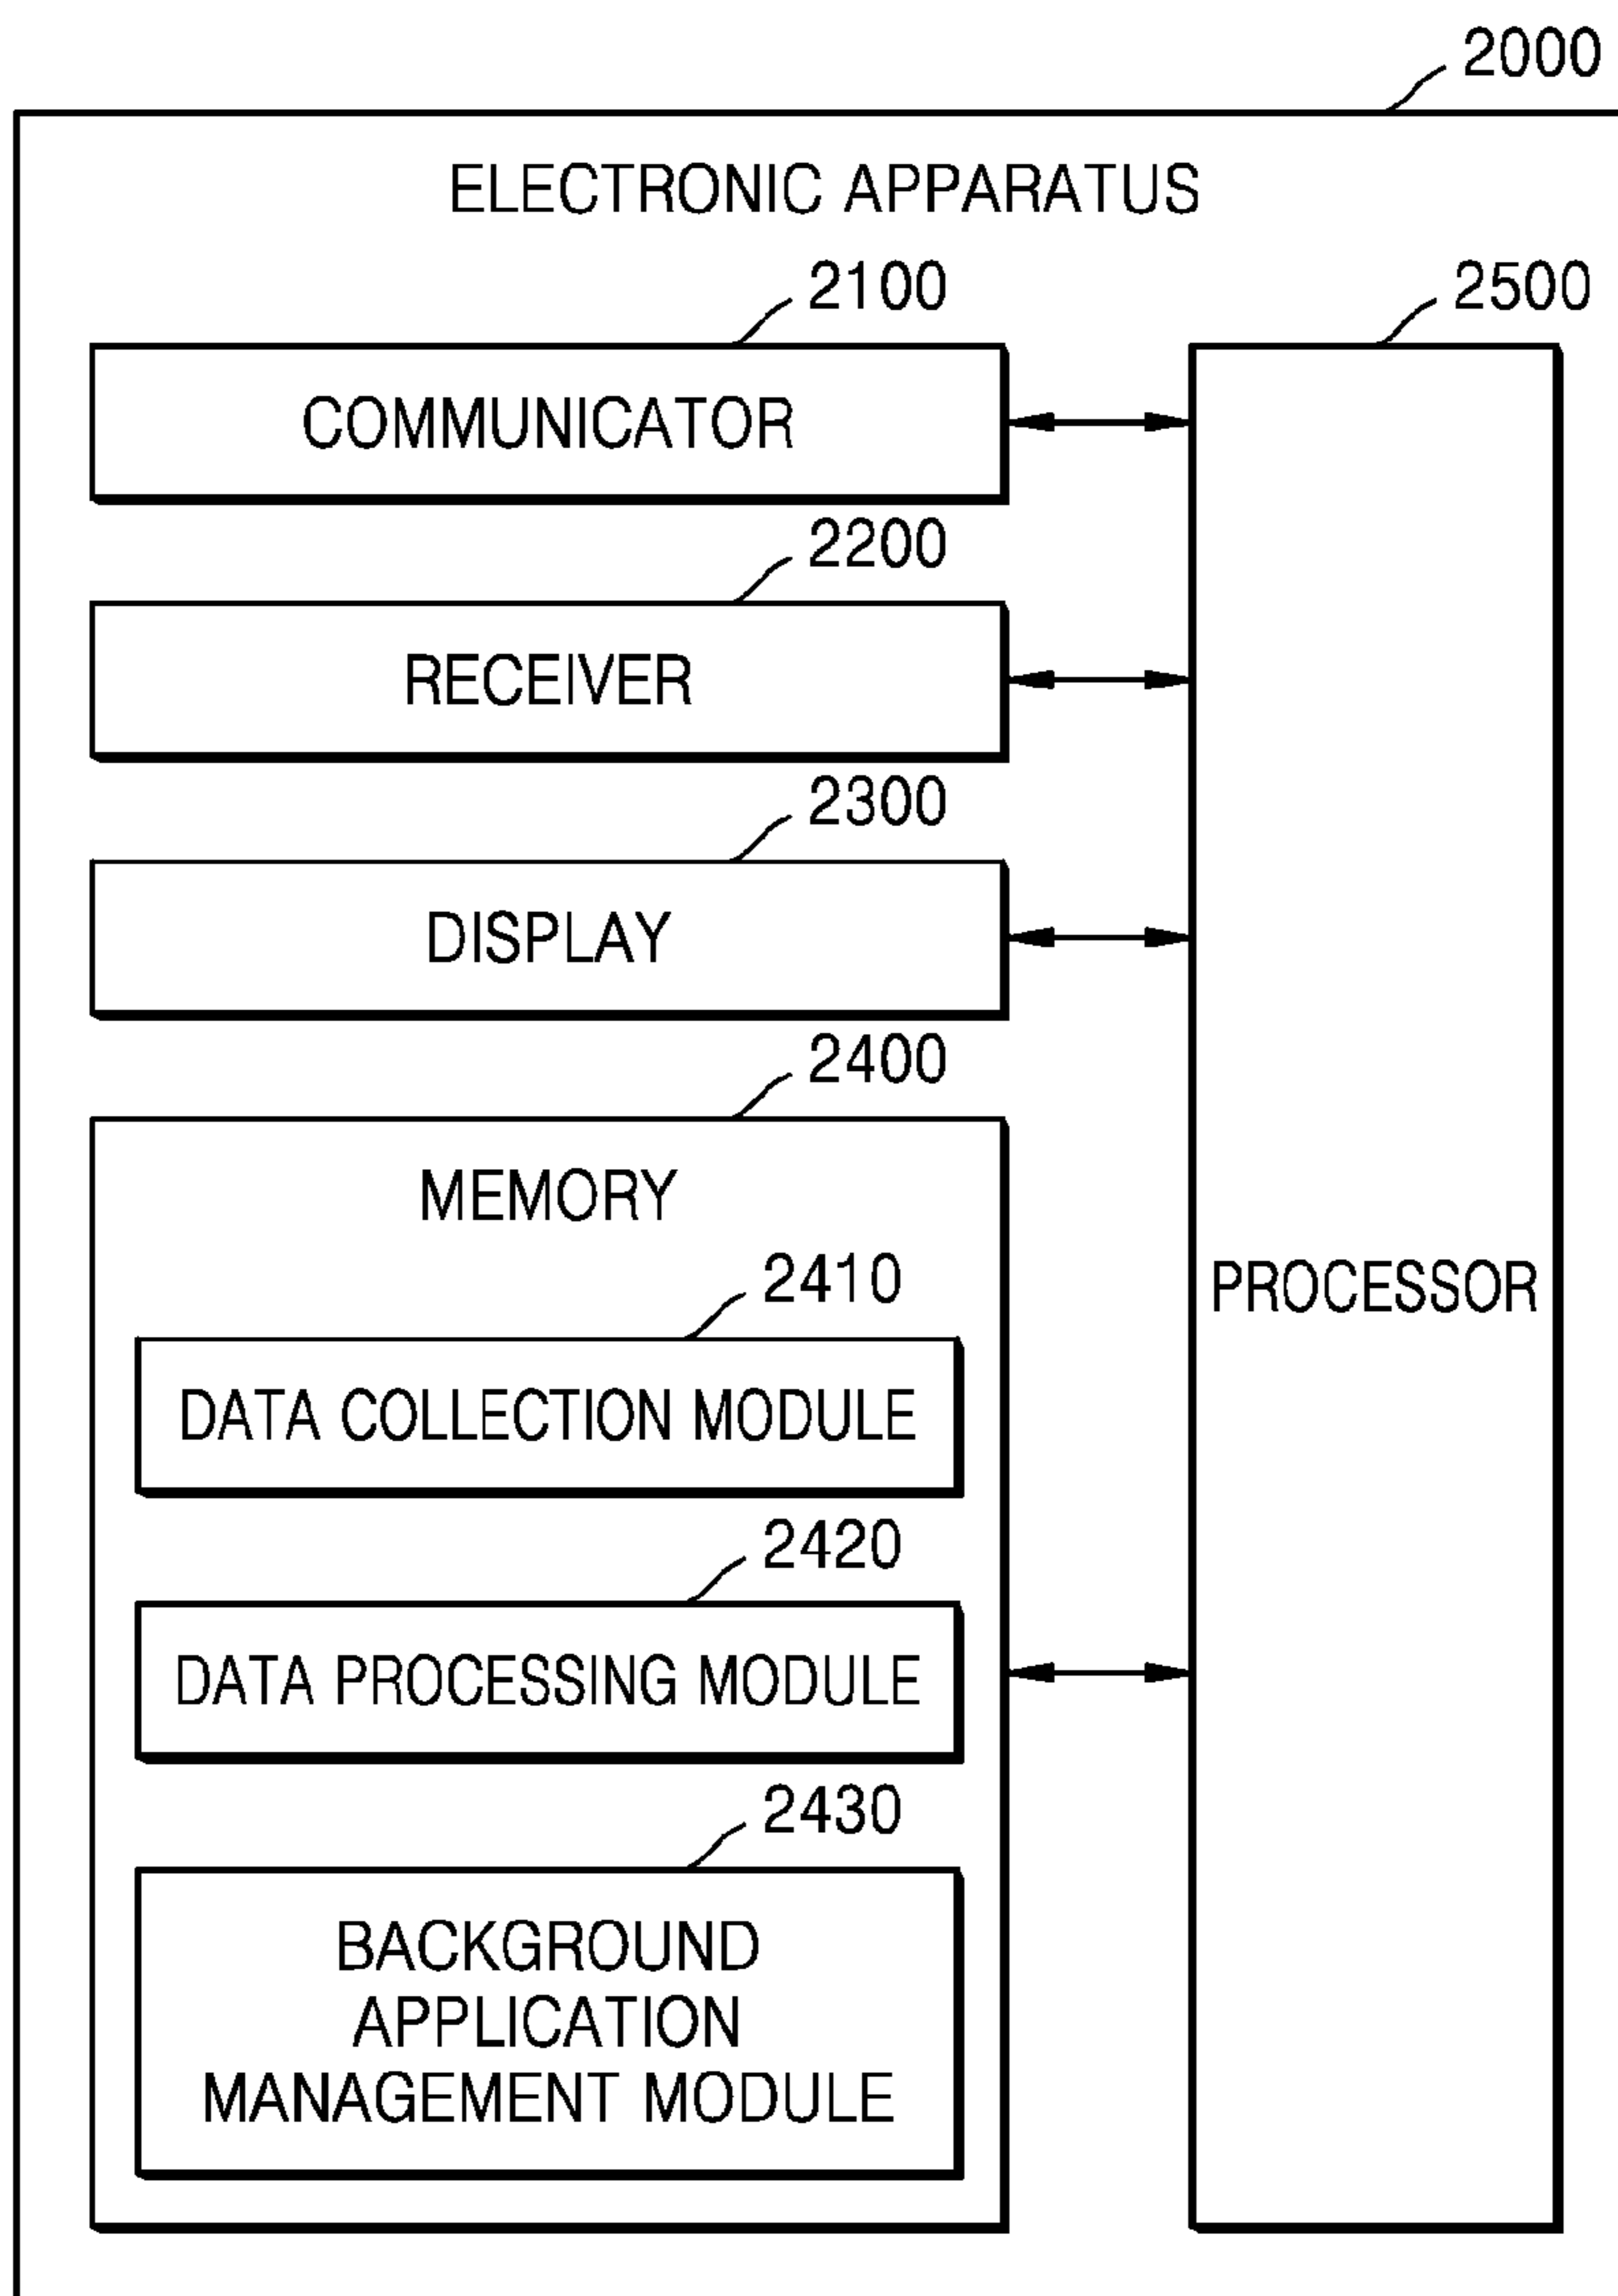 2000
ELECTRONIC APPARATUS
2100
2500
COMMUNICATOR
2200
RECEIVER
2300
DISPLAY
2400
MEMORY
2410
PROCESSOR
DATA COLLECTION MODULE
2420
DATA PROCESSING MODULE
2430
BACKGROUND
APPLICATION
MANAGEMENT MODULE